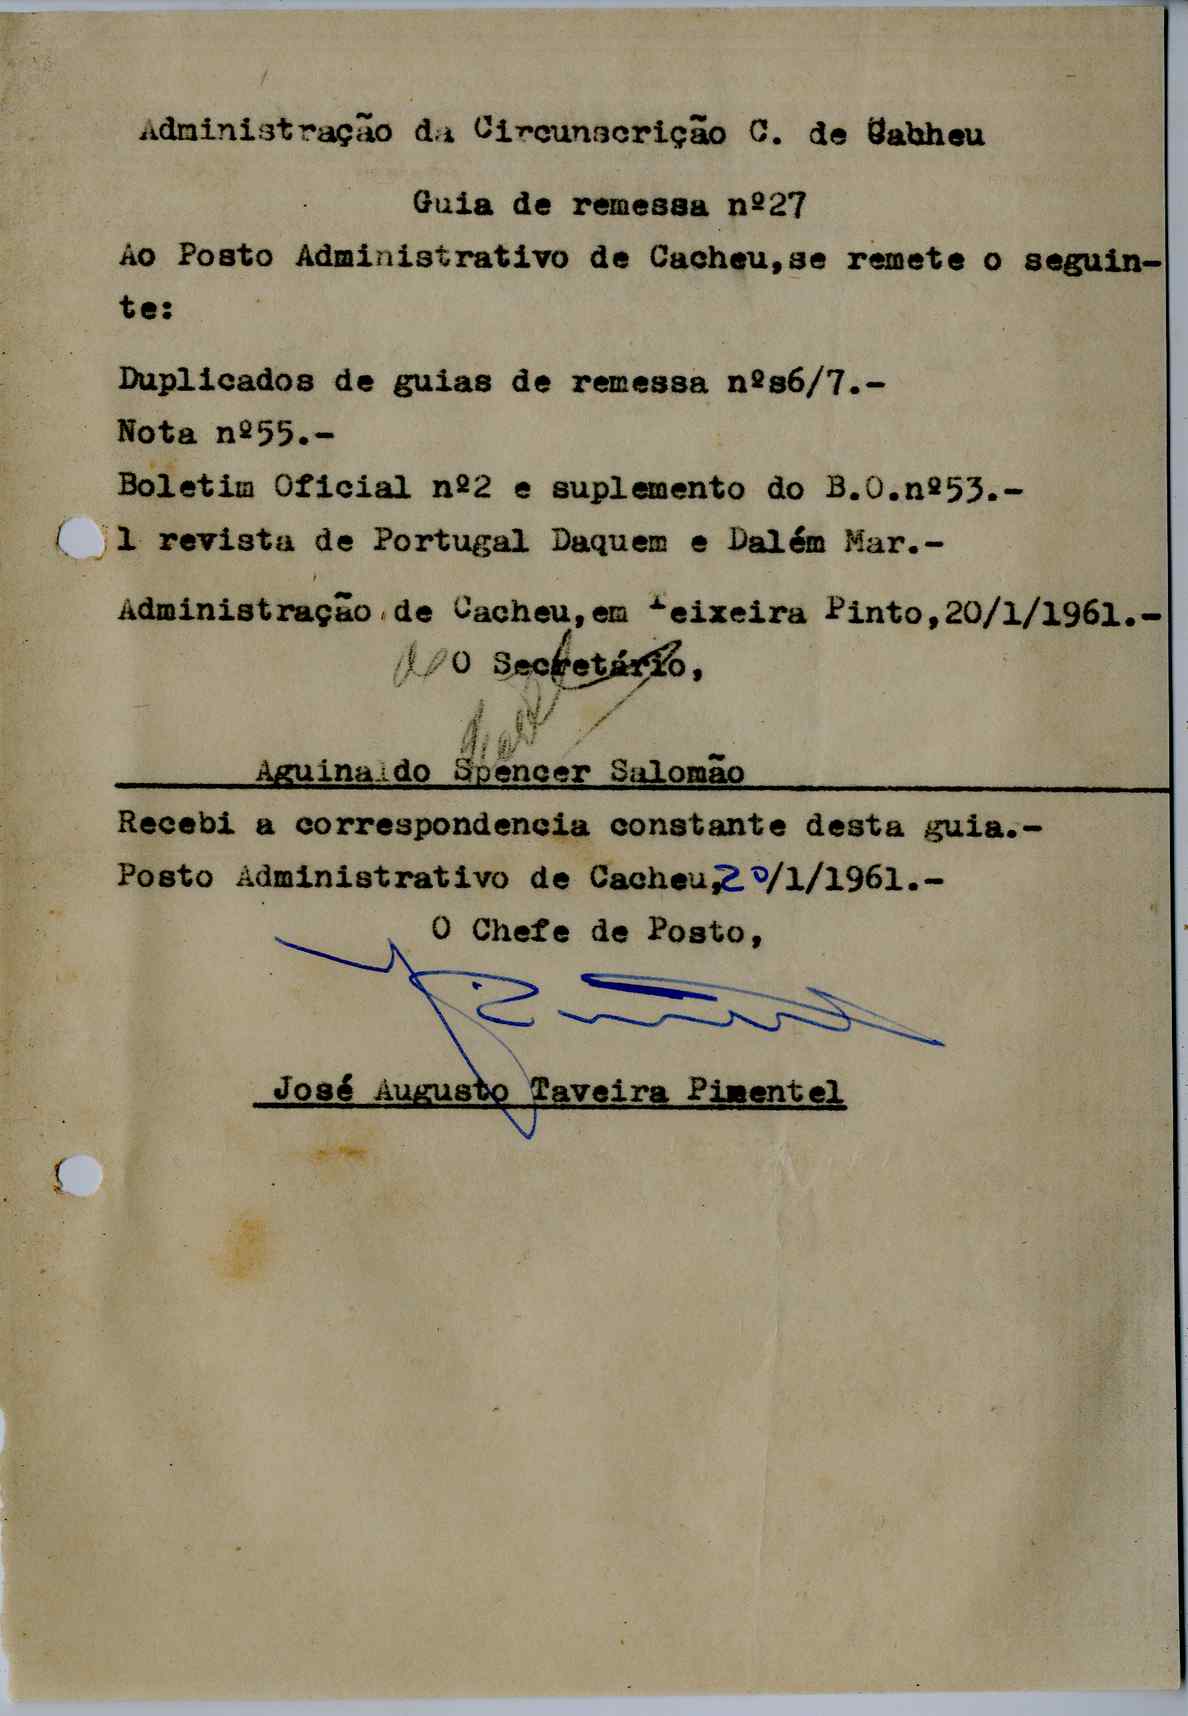 Administração da Circunscrição C. de Cabheu
Guia de remessa nº27
Ao Posto Administrativo de Cacheu,se remete o seguin-
te:
Duplicados de guias de remessa nºs6/7.-
Nota nº55.-
Boletim Oficial nº2 e suplemento do B.O.nº53.-
1 revista de Portugal Daquem e Dalém Mar.-
Administração de Cacheu,em Teixeira Pinto,20/1/1961.-
O Secretário,
Aguinaldo Spencer Salomão
Recebi a correspondencia constante desta guia.-
Posto Administrativo de Cacheu,20/1/1961.-
O Chefe de Posto,
José Augusto Taveira Pimentel